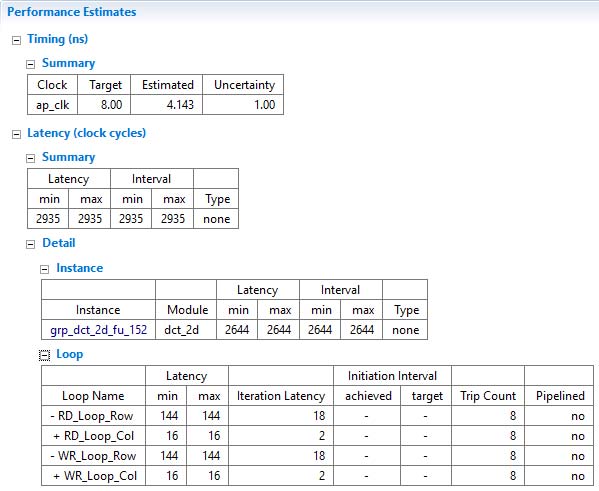 Performance Estimates
Timing (ns)
Summary
Clock Target Estimated Uncertainty
ap_clk 8.00 4.143 1.00
Latency (clock cycles)
Summary
Latency Interval
min max min max Type
2935 2935 2935 2935 none
Detail
Instance
Latency Interval
Instance Module min max min max Type
grp_dct_2d_fu_152 dct_2d 2644 2644 2644 2644 none
Loop
Latency Initiation Interval
Loop Name min max Iteration Latency achieved target Trip Count Pipelined
- RD_Loop_Row 144 144 18 - - 8 no
+ RD_Loop_Col 16 16 2 - - 8 no
- WR_Loop_Row 144 144 18 - - 8 no
+ WR_Loop_Col 16 16 2 - - 8 no